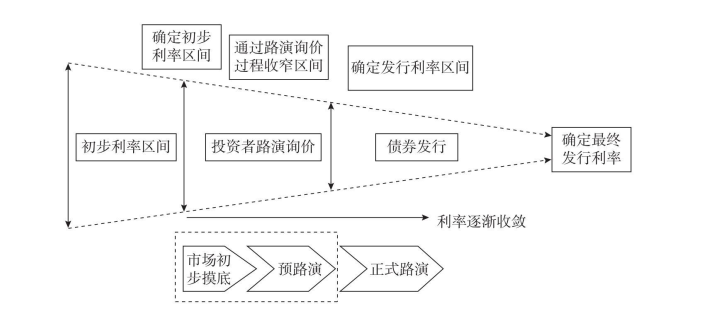 确定初步
利率区间
通过路演询价
过程收窄区间
确定发行利率区间
初步利率区间
投资者路演询价
债券发行
确定最终
发行利率
利率逐渐收敛
市场初
步摸底
预路演
正式路演